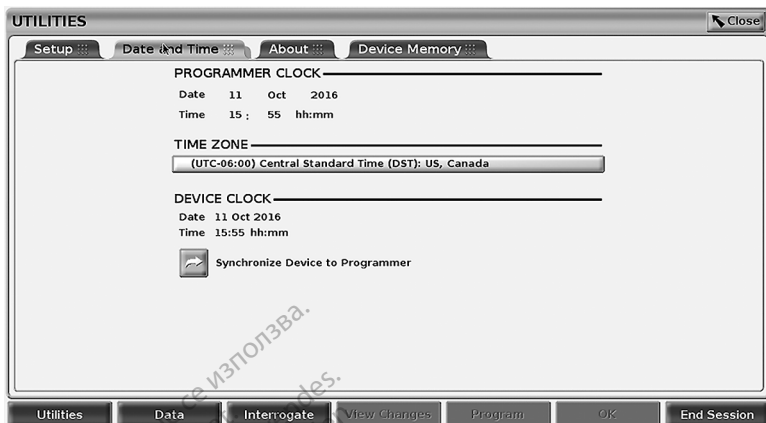 UTILITIES Close
Setup Date and Time About Device Memory
PROGRAMMER CLOCK
Date 11 Oct 2016
Time 15 : 55 hh:mm
TIME ZONE
(UTC-06:00) Central Standard Time (DST): US, Canada
DEVICE CLOCK
Date 11 Oct 2016
Time 15:55 hh:mm
Synchronize Device to Programmer
се използва.
Utilities Data Interrogate View Changes Program OK End Session